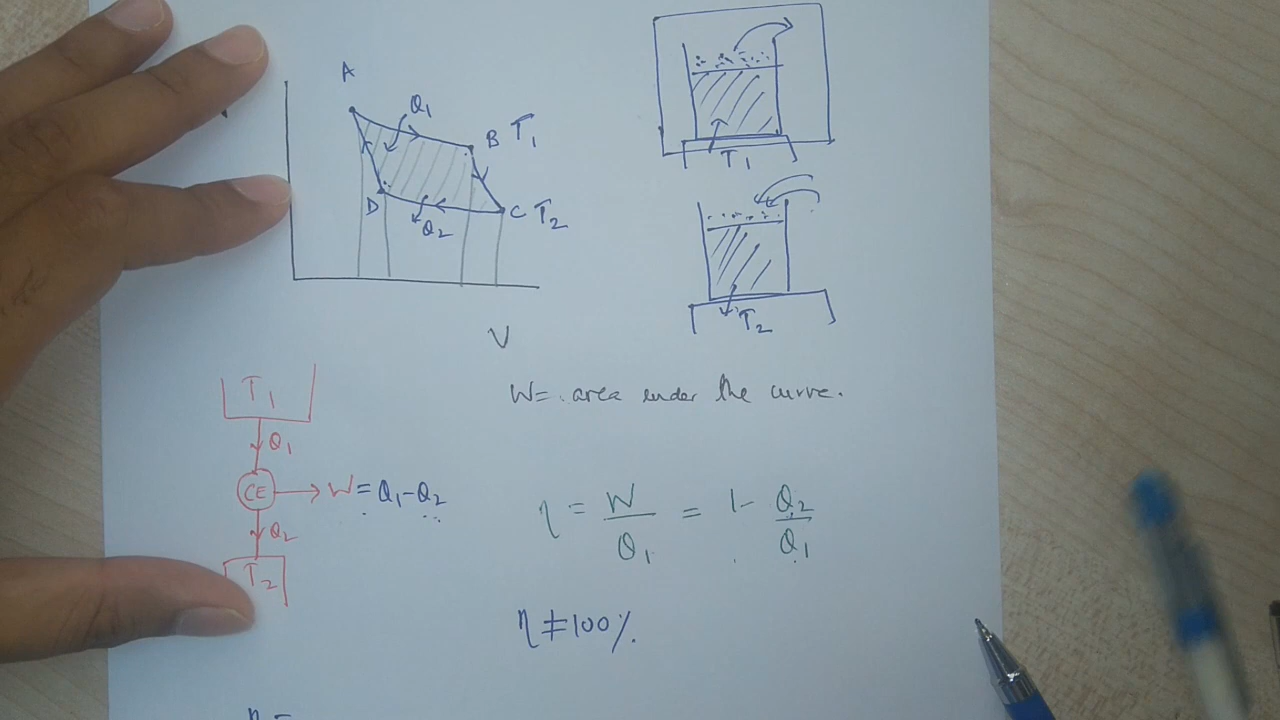 A
Q1
B T1
D
Q2
C T2
V
T1
T2
T1
Q1
CE
W = Q1-Q2
Q2
T2
W= area under the curve.
η = W/Q1 = 1- Q2/Q1
η ≠ 100%
η =